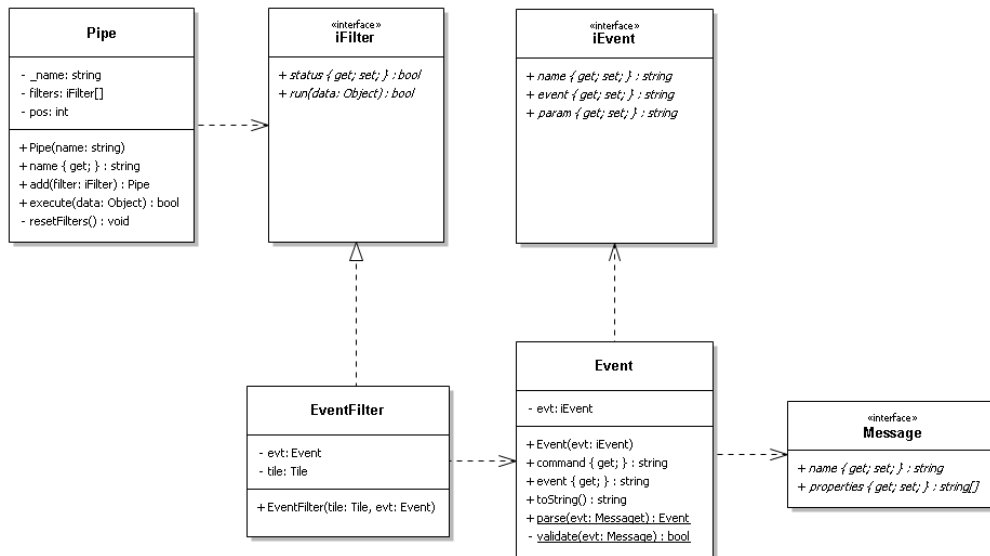 Pipe
- _name: string
- filters: iFilter[]
- pos: int
+ Pipe(name: string)
+ name { get; } : string
+ add(filter: iFilter) : Pipe
+ execute(data: Object) : bool
- resetFilters() : void
«interface»
iFilter
+ status { get; set; } : bool
+ run(data: Object) : bool
«interface»
iEvent
+ name { get; set; } : string
+ event { get; set; } : string
+ param { get; set; } : string
EventFilter
- evt: Event
- tile: Tile
+ EventFilter(tile: Tile, evt: Event)
Event
- evt: iEvent
+ Event(evt: iEvent)
+ command { get; } : string
+ event { get; } : string
+ toString() : string
+ parse(evt: Messaget) : Event
- validate(evt: Message) : bool
«interface»
Message
+ name { get; set; } : string
+ properties { get; set; } : string[]